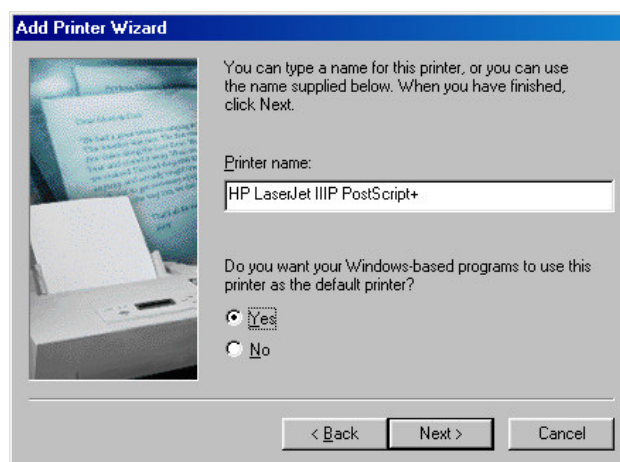 Add Printer Wizard
You can type a name for this printer, or you can use
the name supplied below. When you have finished,
click Next.
Printer name:
HP LaserJet IIIP PostScript+
Do you want your Windows-based programs to use this
printer as the default printer?
Yes
No
< Back
Next >
Cancel